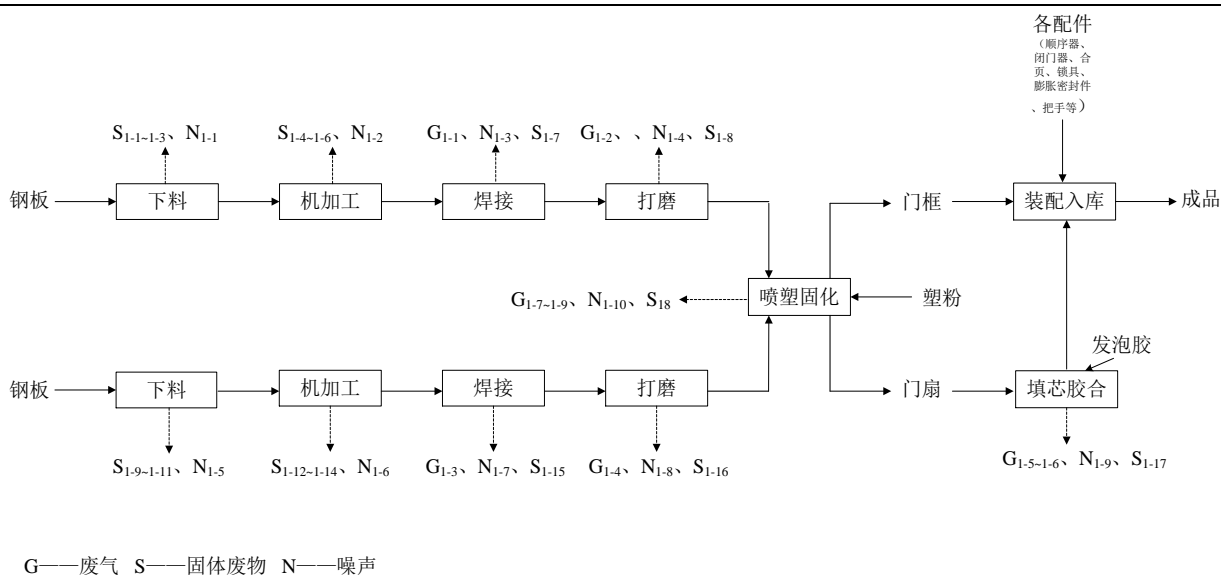 各配件
（顺序器、
闭门器、合
页、锁具、
膨胀密封件
、把手等）
S1-1~1-3、N1-1
S1-4~1-6、N1-2
G1-1、N1-3、S1-7
G1-2、、N1-4、S1-8
钢板
下料
机加工
焊接
打磨
门框
装配入库
成品
G1-7~1-9、N1-10、S18
喷塑固化
塑粉
发泡胶
钢板
下料
机加工
焊接
打磨
门扇
填芯胶合
S1-9~1-11、N1-5
S1-12~1-14、N1-6
G1-3、N1-7、S1-15
G1-4、N1-8、S1-16
G1-5~1-6、N1-9、S1-17
G——废气 S——固体废物 N——噪声